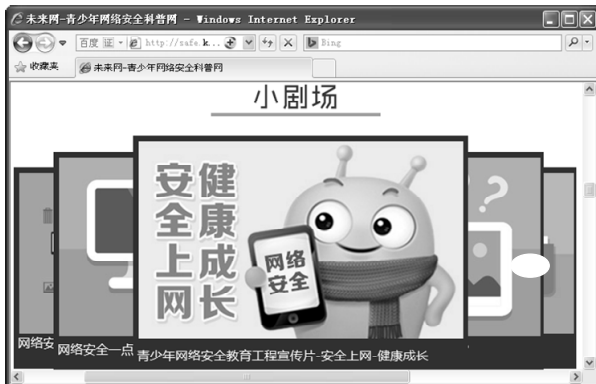 未来网-青少年网络安全科普网 - Windows Internet Explorer
百度 证 http://safe.k... Bing
收藏夹 未来网-青少年网络安全科普网
小剧场
安全上网
健康成长
?
网络
安全
网络安
网络安全一点
青少年网络安全教育工程宣传片-安全上网-健康成长